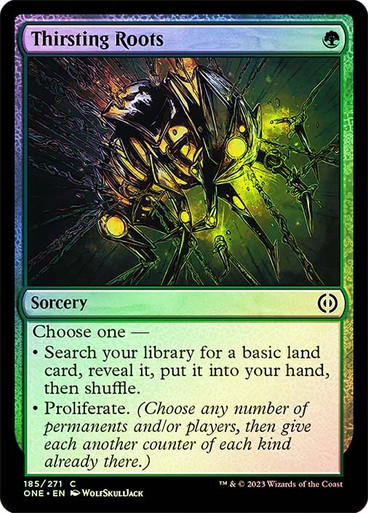 Thirsting Roots
Sorcery
Choose one —
• Search your library for a basic land
card, reveal it, put it into your hand,
then shuffle.
• Proliferate. (Choose any number of
permanents and/or players, then give
each another counter of each kind
already there.)
185/271 C
ONE • EN WolfSkullJack
™ & © 2023 Wizards of the Coast